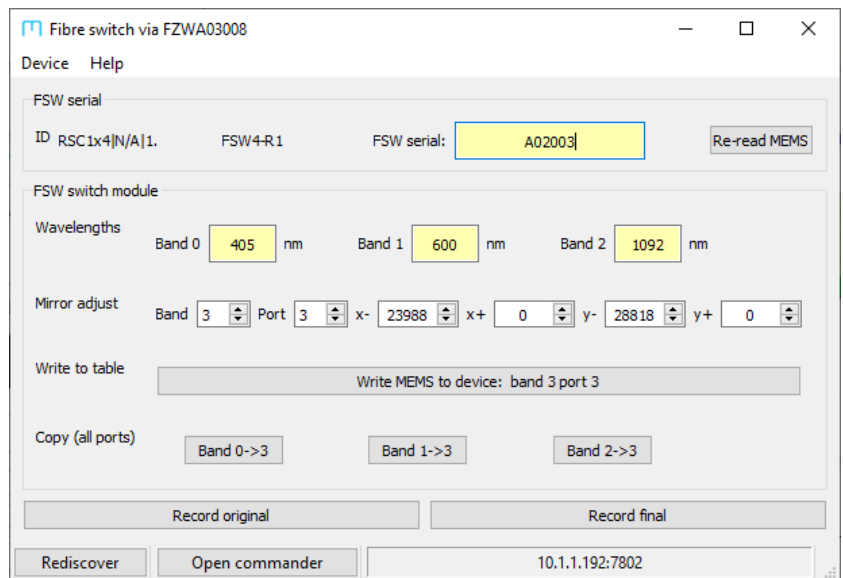 Fibre switch via FZWA03008
Device Help
FSW serial
ID RSC1x4|N/A|1. FSW4-R1 FSW serial: A02003 Re-read MEMS
FSW switch module
Wavelengths
Band 0 405 nm Band 1 600 nm Band 2 1092 nm
Mirror adjust
Band 3 Port 3 x- 23988 x+ 0 y- 28818 y+ 0
Write to table
Write MEMS to device: band 3 port 3
Copy (all ports)
Band 0->3 Band 1->3 Band 2->3
Record original Record final
Rediscover Open commander 10.1.1.192:7802